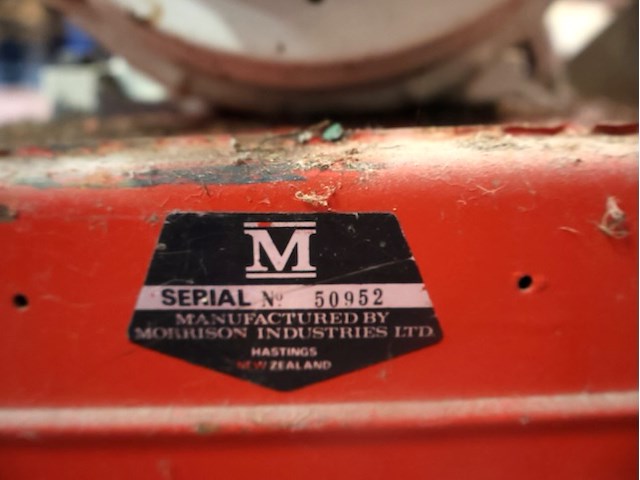 M
SERIAL Nº 50952
MANUFACTURED BY
MORRISON INDUSTRIES LTD.
HASTINGS
NEW ZEALAND